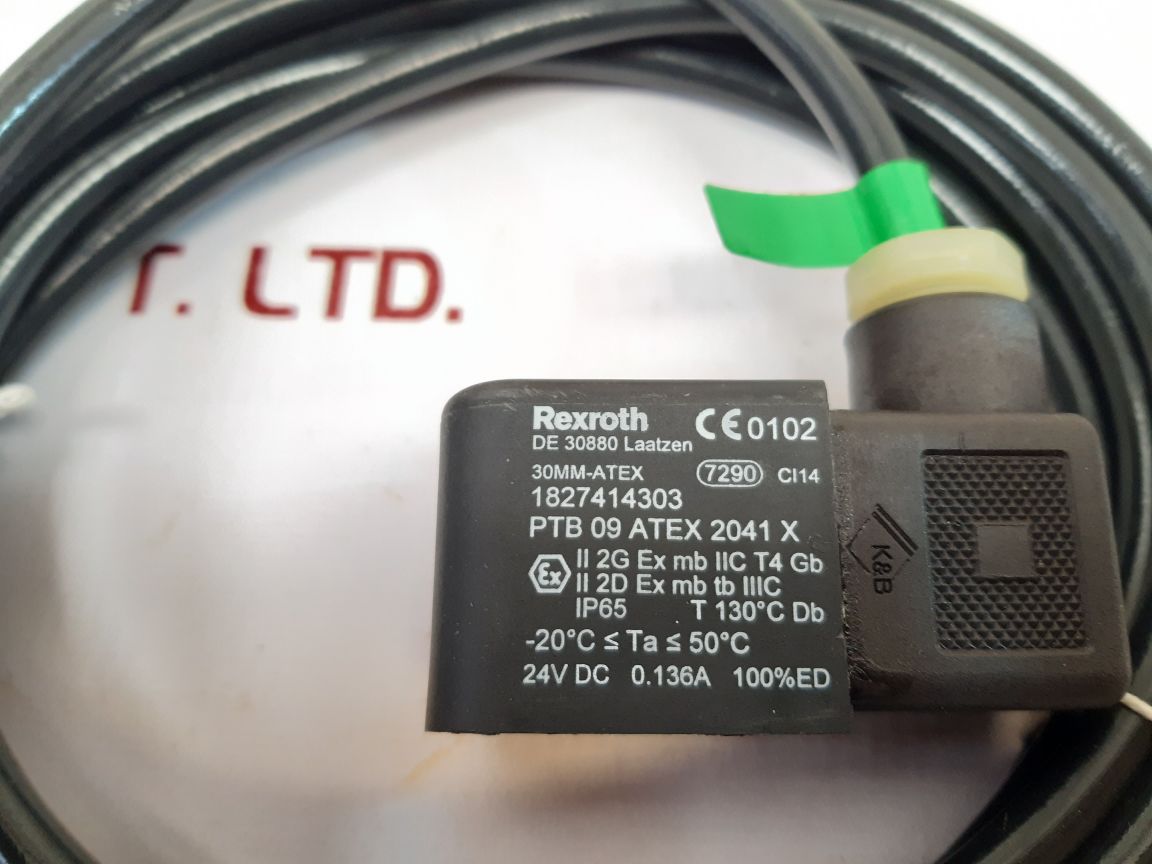 T. LTD.
Rexroth CE 0102
DE 30880 Laatzen
30MM-ATEX 7290 CI14
1827414303
PTB 09 ATEX 2041 X
Ex II 2G Ex mb IIC T4 Gb
II 2D Ex mb tb IIIC
IP65 T 130°C Db
-20°C ≤ Ta ≤ 50°C
24V DC 0.136A 100%ED
K&B